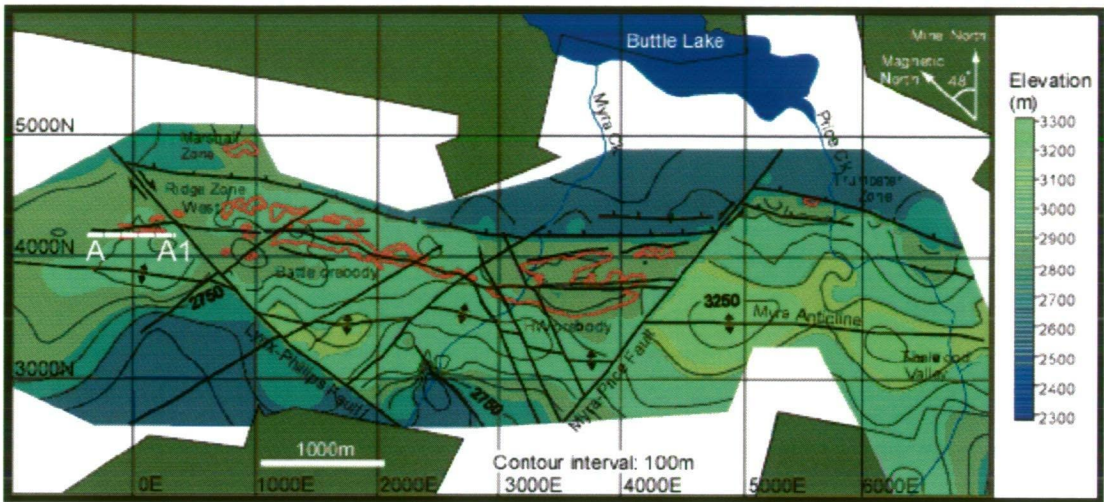 Buttle Lake
Mine North
Magnetic
North
48°
Elevation
(m)
Myra Ck.
Price Ck.
5000N
Marshall
Zone
Ridge Zone
West
Zone
4000N
A A1
Battle orebody
2750
3250
Myra Anticline
HW orebody
Lynx-Phillips Fault
Myra-Price Fault
Thelwood
Valley
3000N
2750
1000m
Contour interval: 100m
0E 1000E 2000E 3000E 4000E 5000E 6000E
3300
3200
3100
3000
2900
2800
2700
2600
2500
2400
2300